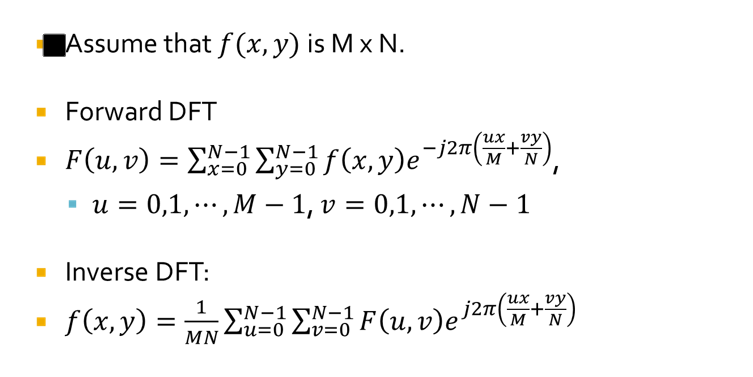 Assume that f(x, y) is M x N.
Forward DFT
F(u, v) = ∑_{x=0}^{N−1} ∑_{y=0}^{N−1} f(x, y)e^{−j2π(ux/M+vy/N)},
u = 0,1, ⋯ , M − 1, v = 0,1, ⋯ , N − 1
Inverse DFT:
f(x, y) = 1/MN ∑_{u=0}^{N−1} ∑_{v=0}^{N−1} F(u, v)e^{j2π(ux/M+vy/N)}